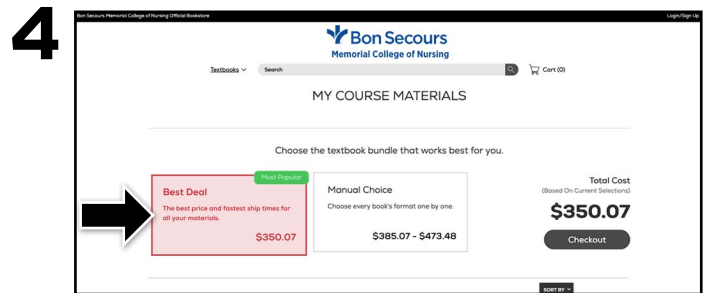 4
Bon Secours Memorial College of Nursing Official Bookstore
Login/Sign Up
Bon Secours
Memorial College of Nursing
Textbooks
Search
Cart (0)
MY COURSE MATERIALS
Choose the textbook bundle that works best for you.
Most Popular
Best Deal
The best price and fastest ship times for
all your materials.
$350.07
Manual Choice
Choose every book's format one by one.
$385.07 - $473.48
Total Cost
(Based On Current Selections)
$350.07
Checkout
SORT BY